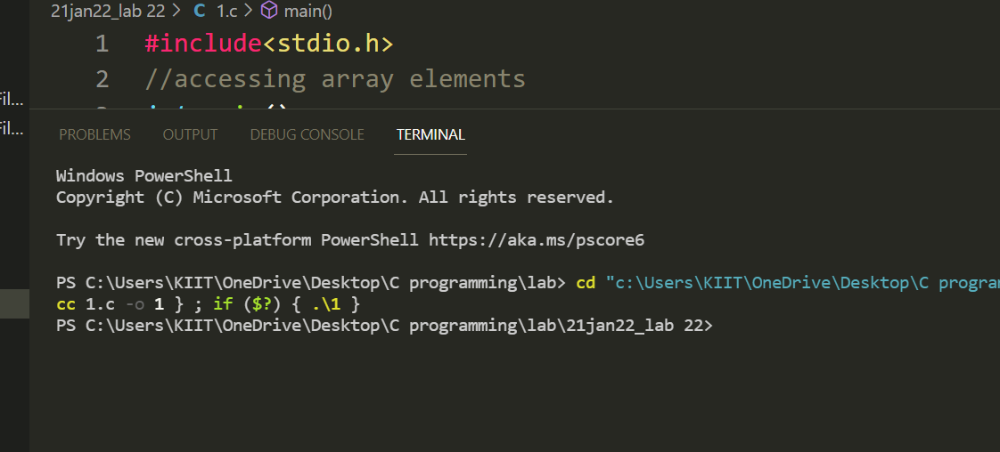 21jan22_lab 22 > C 1.c > main()
1 #include<stdio.h>
2 //accessing array elements
Fil...
Fil...
PROBLEMS OUTPUT DEBUG CONSOLE TERMINAL
Windows PowerShell
Copyright (C) Microsoft Corporation. All rights reserved.
Try the new cross-platform PowerShell https://aka.ms/pscore6
PS C:\Users\KIIT\OneDrive\Desktop\C programming\lab> cd "c:\Users\KIIT\OneDrive\Desktop\C progra
cc 1.c -o 1 } ; if ($?) { .\1 }
PS C:\Users\KIIT\OneDrive\Desktop\C programming\lab\21jan22_lab 22>